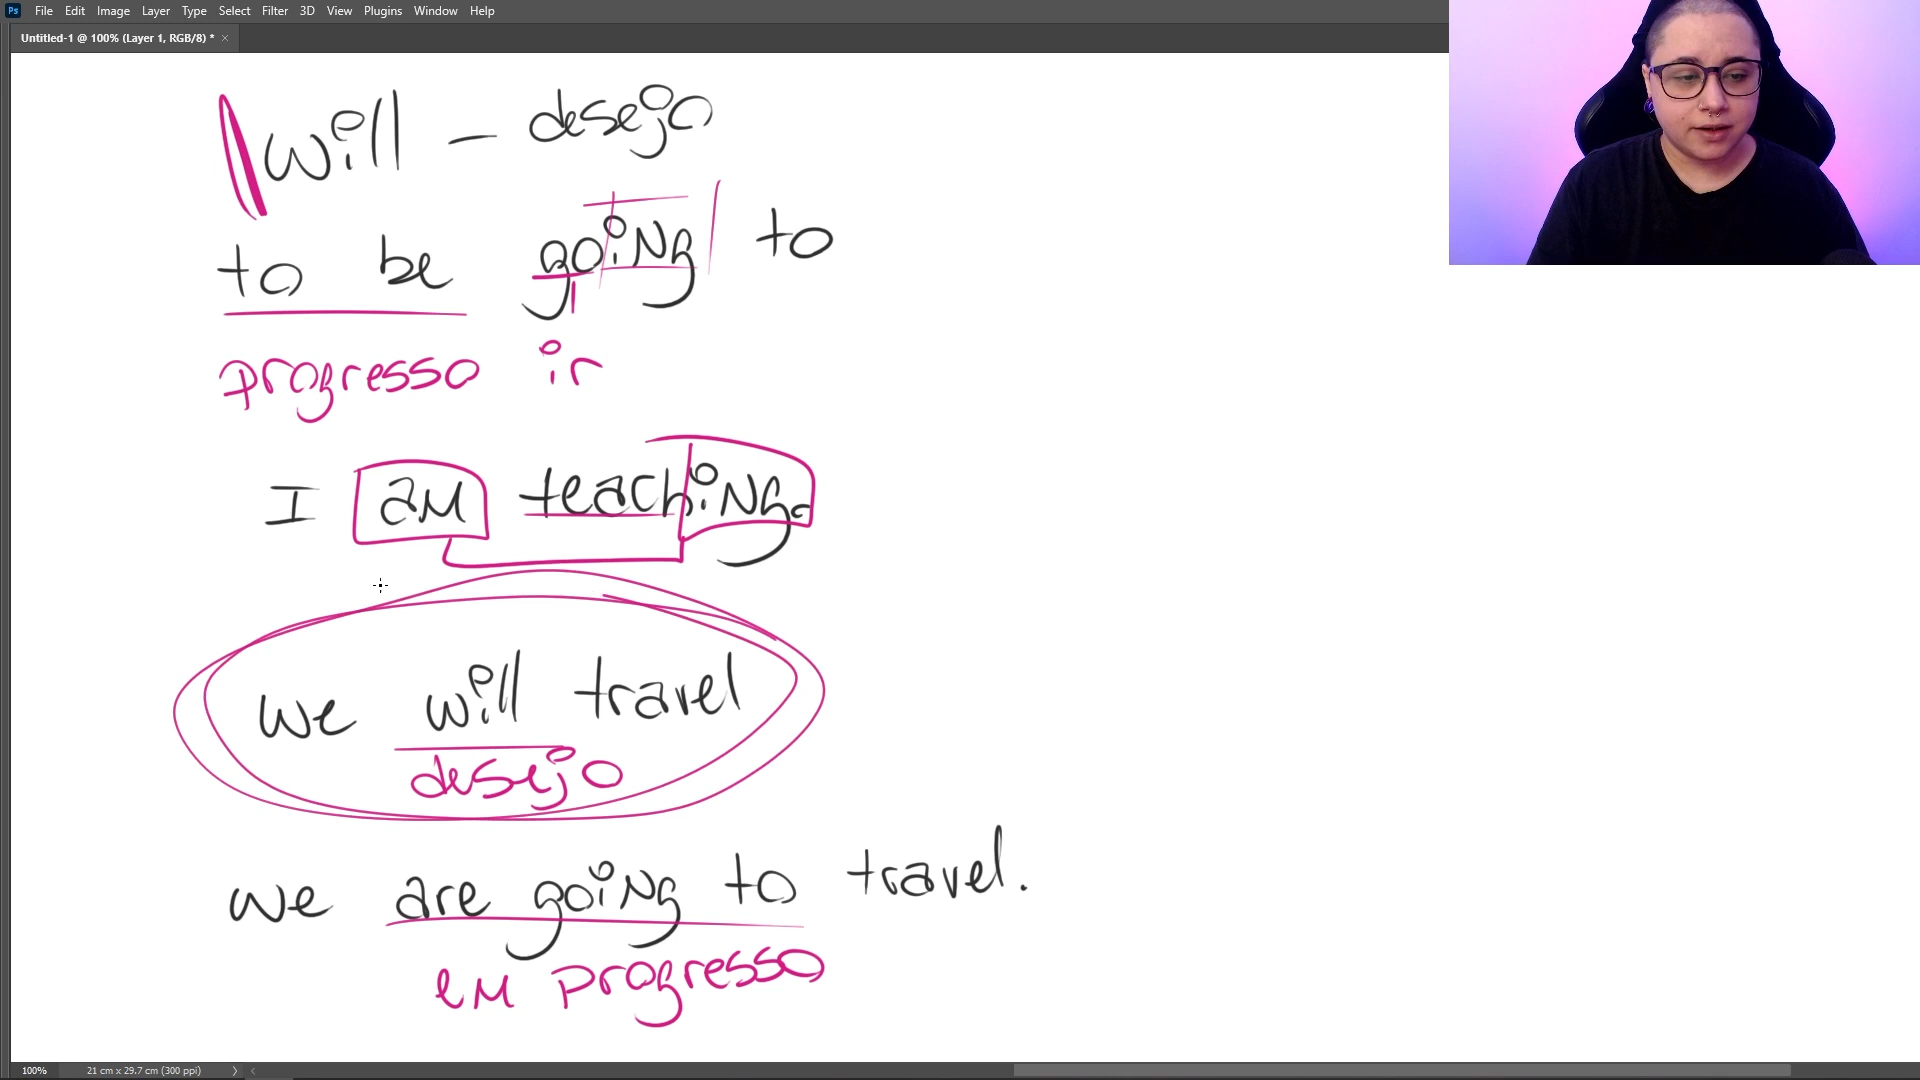 Ps File Edit Image Layer Type Select Filter 3D View Plugins Window Help
Untitled-1 @ 100% (Layer 1, RGB/8) * ×
will – desejo
to be going to
progresso ir
I am teaching.
we will travel
desejo
we are going to travel.
em progresso
100% 21 cm x 29.7 cm (300 ppi)